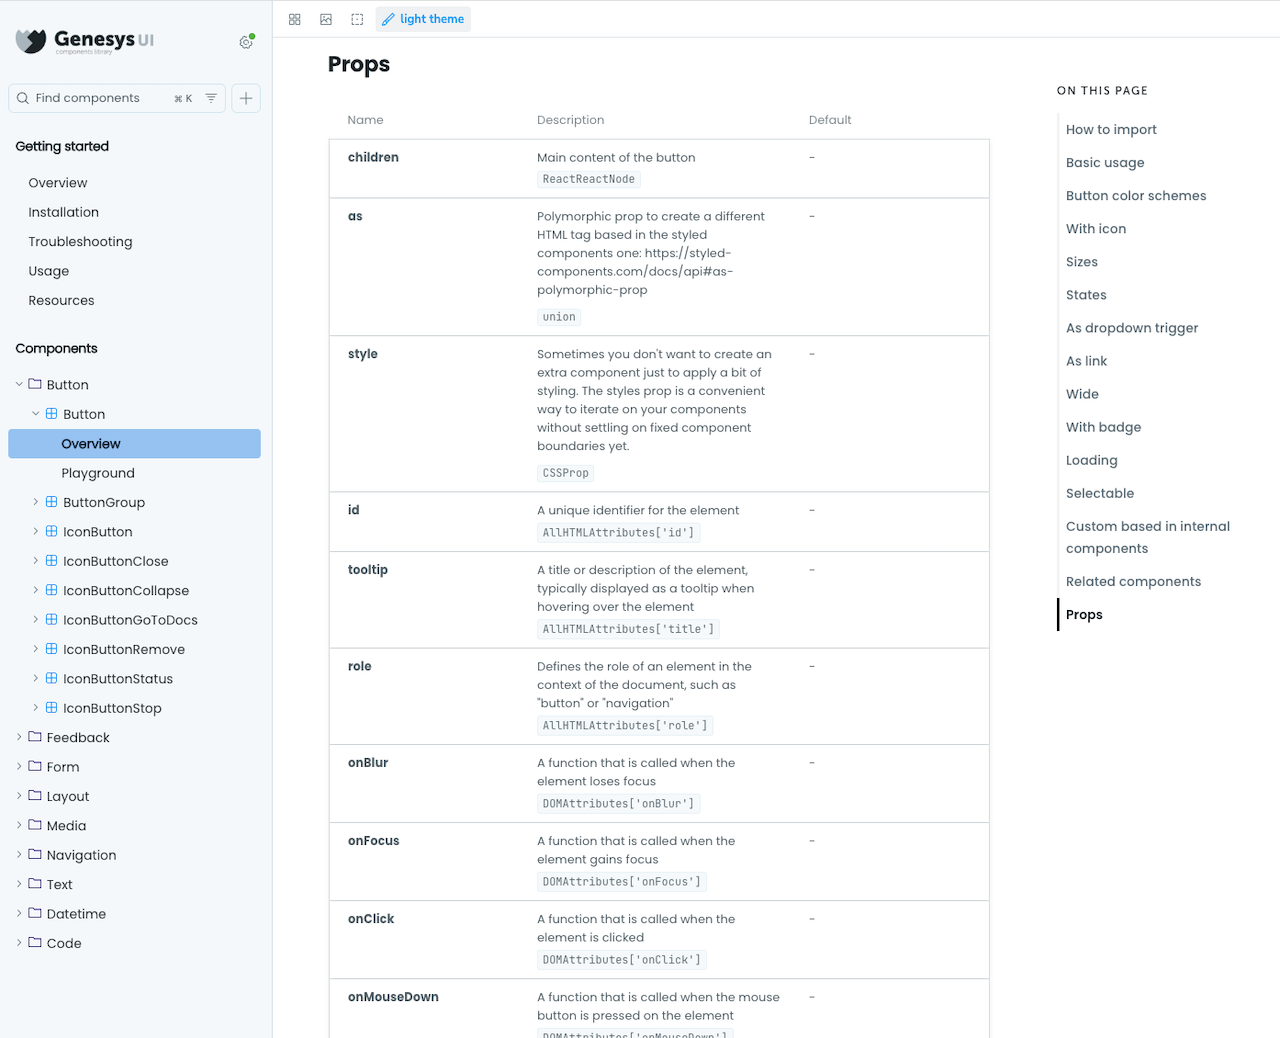 Genesys UI
components library
Find components
⌘ K
Getting started
Overview
Installation
Troubleshooting
Usage
Resources
Components
Button
Button
Overview
Playground
ButtonGroup
IconButton
IconButtonClose
IconButtonCollapse
IconButtonGoToDocs
IconButtonRemove
IconButtonStatus
IconButtonStop
Feedback
Form
Layout
Media
Navigation
Text
Datetime
Code
light theme
Props
Name Description Default
children Main content of the button -
ReactReactNode
as Polymorphic prop to create a different -
HTML tag based in the styled
components one: https://styled-
components.com/docs/api#as-
polymorphic-prop
union
style Sometimes you don't want to create an -
extra component just to apply a bit of
styling. The styles prop is a convenient
way to iterate on your components
without settling on fixed component
boundaries yet.
CSSProp
id A unique identifier for the element -
AllHTMLAttributes['id']
tooltip A title or description of the element, -
typically displayed as a tooltip when
hovering over the element
AllHTMLAttributes['title']
role Defines the role of an element in the -
context of the document, such as
"button" or "navigation"
AllHTMLAttributes['role']
onBlur A function that is called when the -
element loses focus
DOMAttributes['onBlur']
onFocus A function that is called when the -
element gains focus
DOMAttributes['onFocus']
onClick A function that is called when the -
element is clicked
DOMAttributes['onClick']
onMouseDown A function that is called when the mouse -
button is pressed on the element
DOMAttributes['onMouseDown']
ON THIS PAGE
How to import
Basic usage
Button color schemes
With icon
Sizes
States
As dropdown trigger
As link
Wide
With badge
Loading
Selectable
Custom based in internal
components
Related components
Props